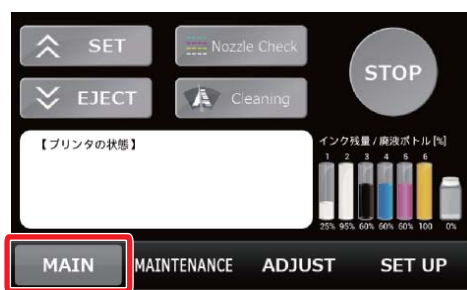 SET
Nozzle Check
STOP
EJECT
Cleaning
【プリンタの状態】
インク残量 / 廃液ボトル [%]
1 2 3 4 5 6
25% 95% 60% 60% 60% 100 0%
MAIN MAINTENANCE ADJUST SET UP